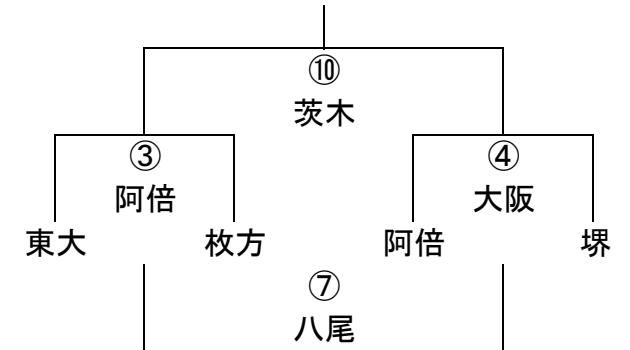 ⑩
茨木
③ ④
阿倍 大阪
東大 枚方 阿倍 堺
⑦
八尾